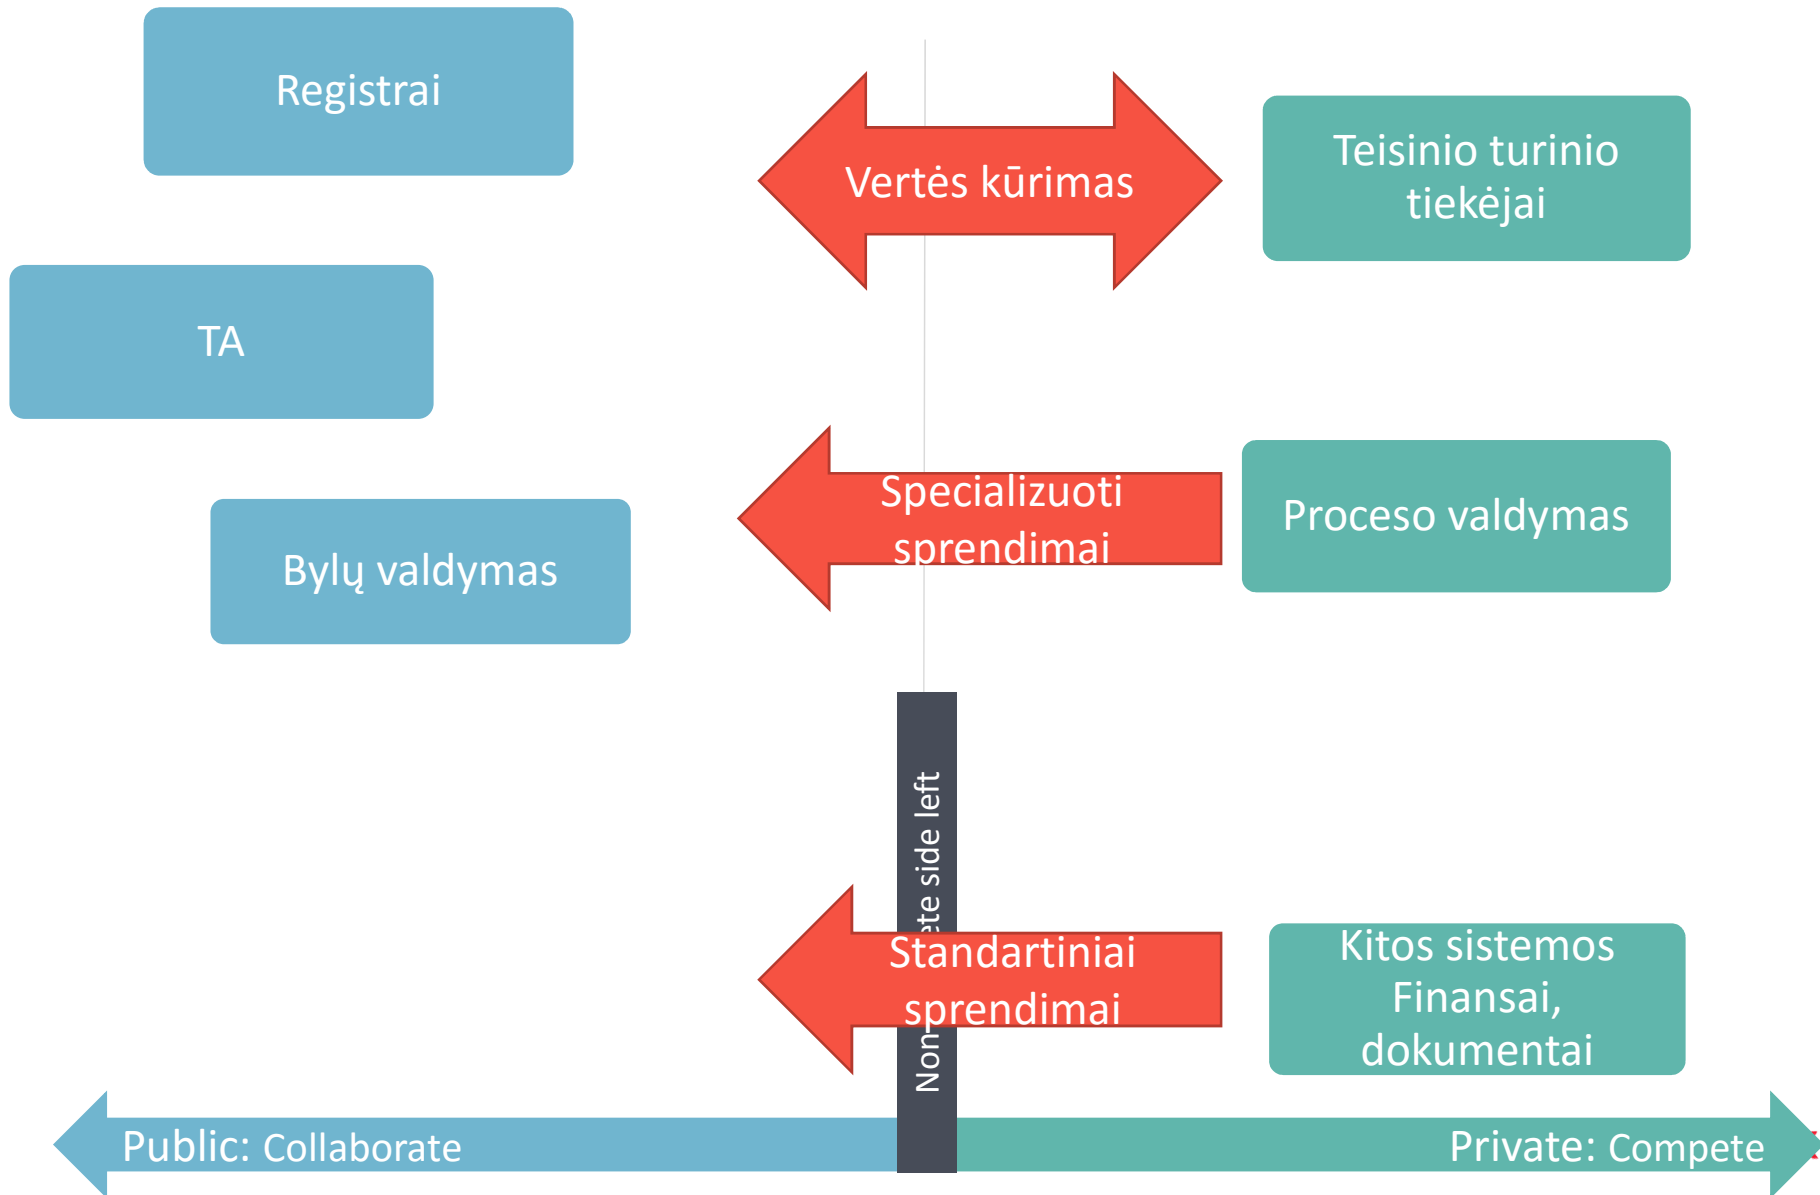 Registrai
Vertės kūrimas
Teisinio turinio
tiekėjai
TA
Specializuoti
sprendimai
Proceso valdymas
Bylų valdymas
Non
ete side left
Standartiniai
sprendimai
Kitos sistemos
Finansai,
dokumentai
Public: Collaborate
Private: Compete